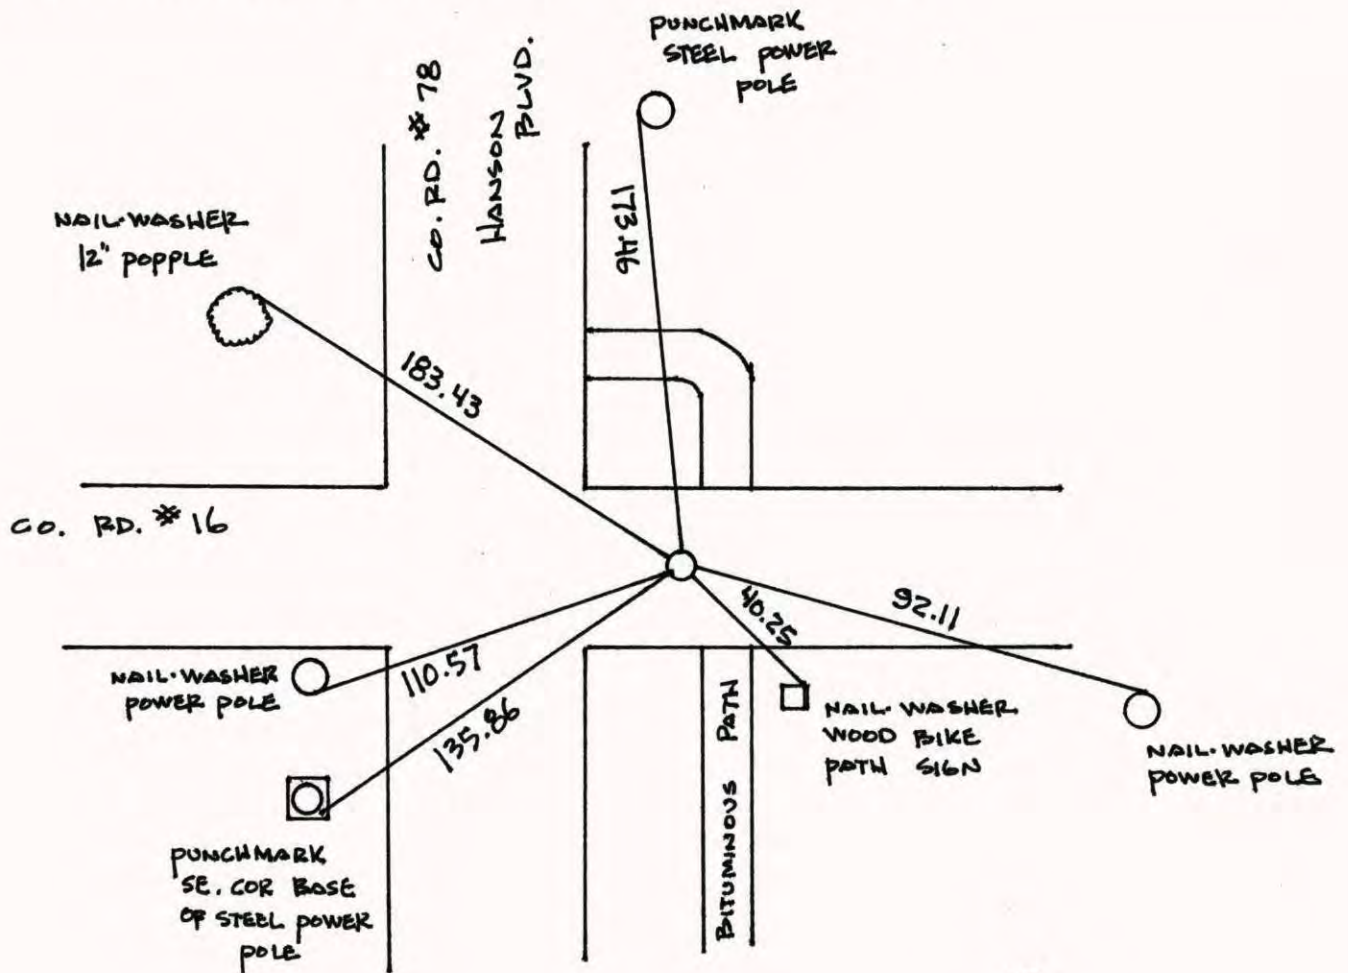 PUNCHMARK
STEEL POWER
POLE
CO. RD. # 78
HANSON
BLVD.
NAIL-WASHER
12" POPPLE
173.46
183.43
CO. RD. # 16
92.11
40.25
NAIL-WASHER
POWER POLE
110.57
135.86
BITUMINOUS PATH
NAIL-WASHER
WOOD BIKE
PATH SIGN
NAIL-WASHER
POWER POLE
PUNCHMARK
SE. COR BASE
OF STEEL POWER
POLE